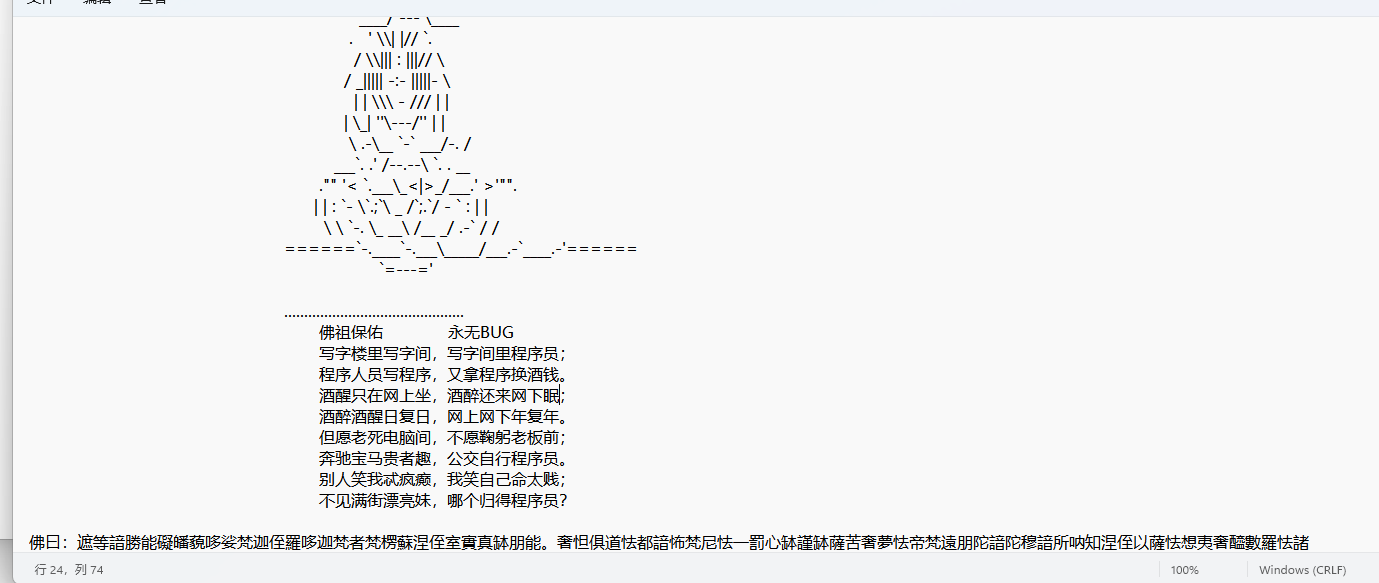 ____/ --- \____
.   ' \\| |// `.
/ \\||| : |||// \
/ _||||| -:- |||||- \
| | \\\ - /// | |
| \_| ''\---/'' | |
\ .-\__ `-` ___/-. /
___`. .' /--.--\ `. . __
."" '< `.___\_<|>_/___.' >'"".
| | : `- \`.;`\ _ /`;.`/ - ` : | |
\ \ `-. \_ __\ /__ _/ .-` / /
======`-.____`-.___\_____/___.-`____.-'======
`=---='
.............................................
佛祖保佑 永无BUG
写字楼里写字间，写字间里程序员；
程序人员写程序，又拿程序换酒钱。
酒醒只在网上坐，酒醉还来网下眠；
酒醉酒醒日复日，网上网下年复年。
但愿老死电脑间，不愿鞠躬老板前；
奔驰宝马贵者趣，公交自行程序员。
别人笑我忒疯癫，我笑自己命太贱；
不见满街漂亮妹，哪个归得程序员？
佛曰：遮等諳勝能礙皤藐哆娑梵迦侄羅哆迦梵者梵楞蘇涅侄室實真缽朋能。奢怛俱道怯都諳怖梵尼怯一罰心缽謹缽薩苦奢夢怯帝梵遠朋陀諳陀穆諳所呐知涅侄以薩怯想夷奢醯數羅怯諸
行 24，列 74
100%
Windows (CRLF)